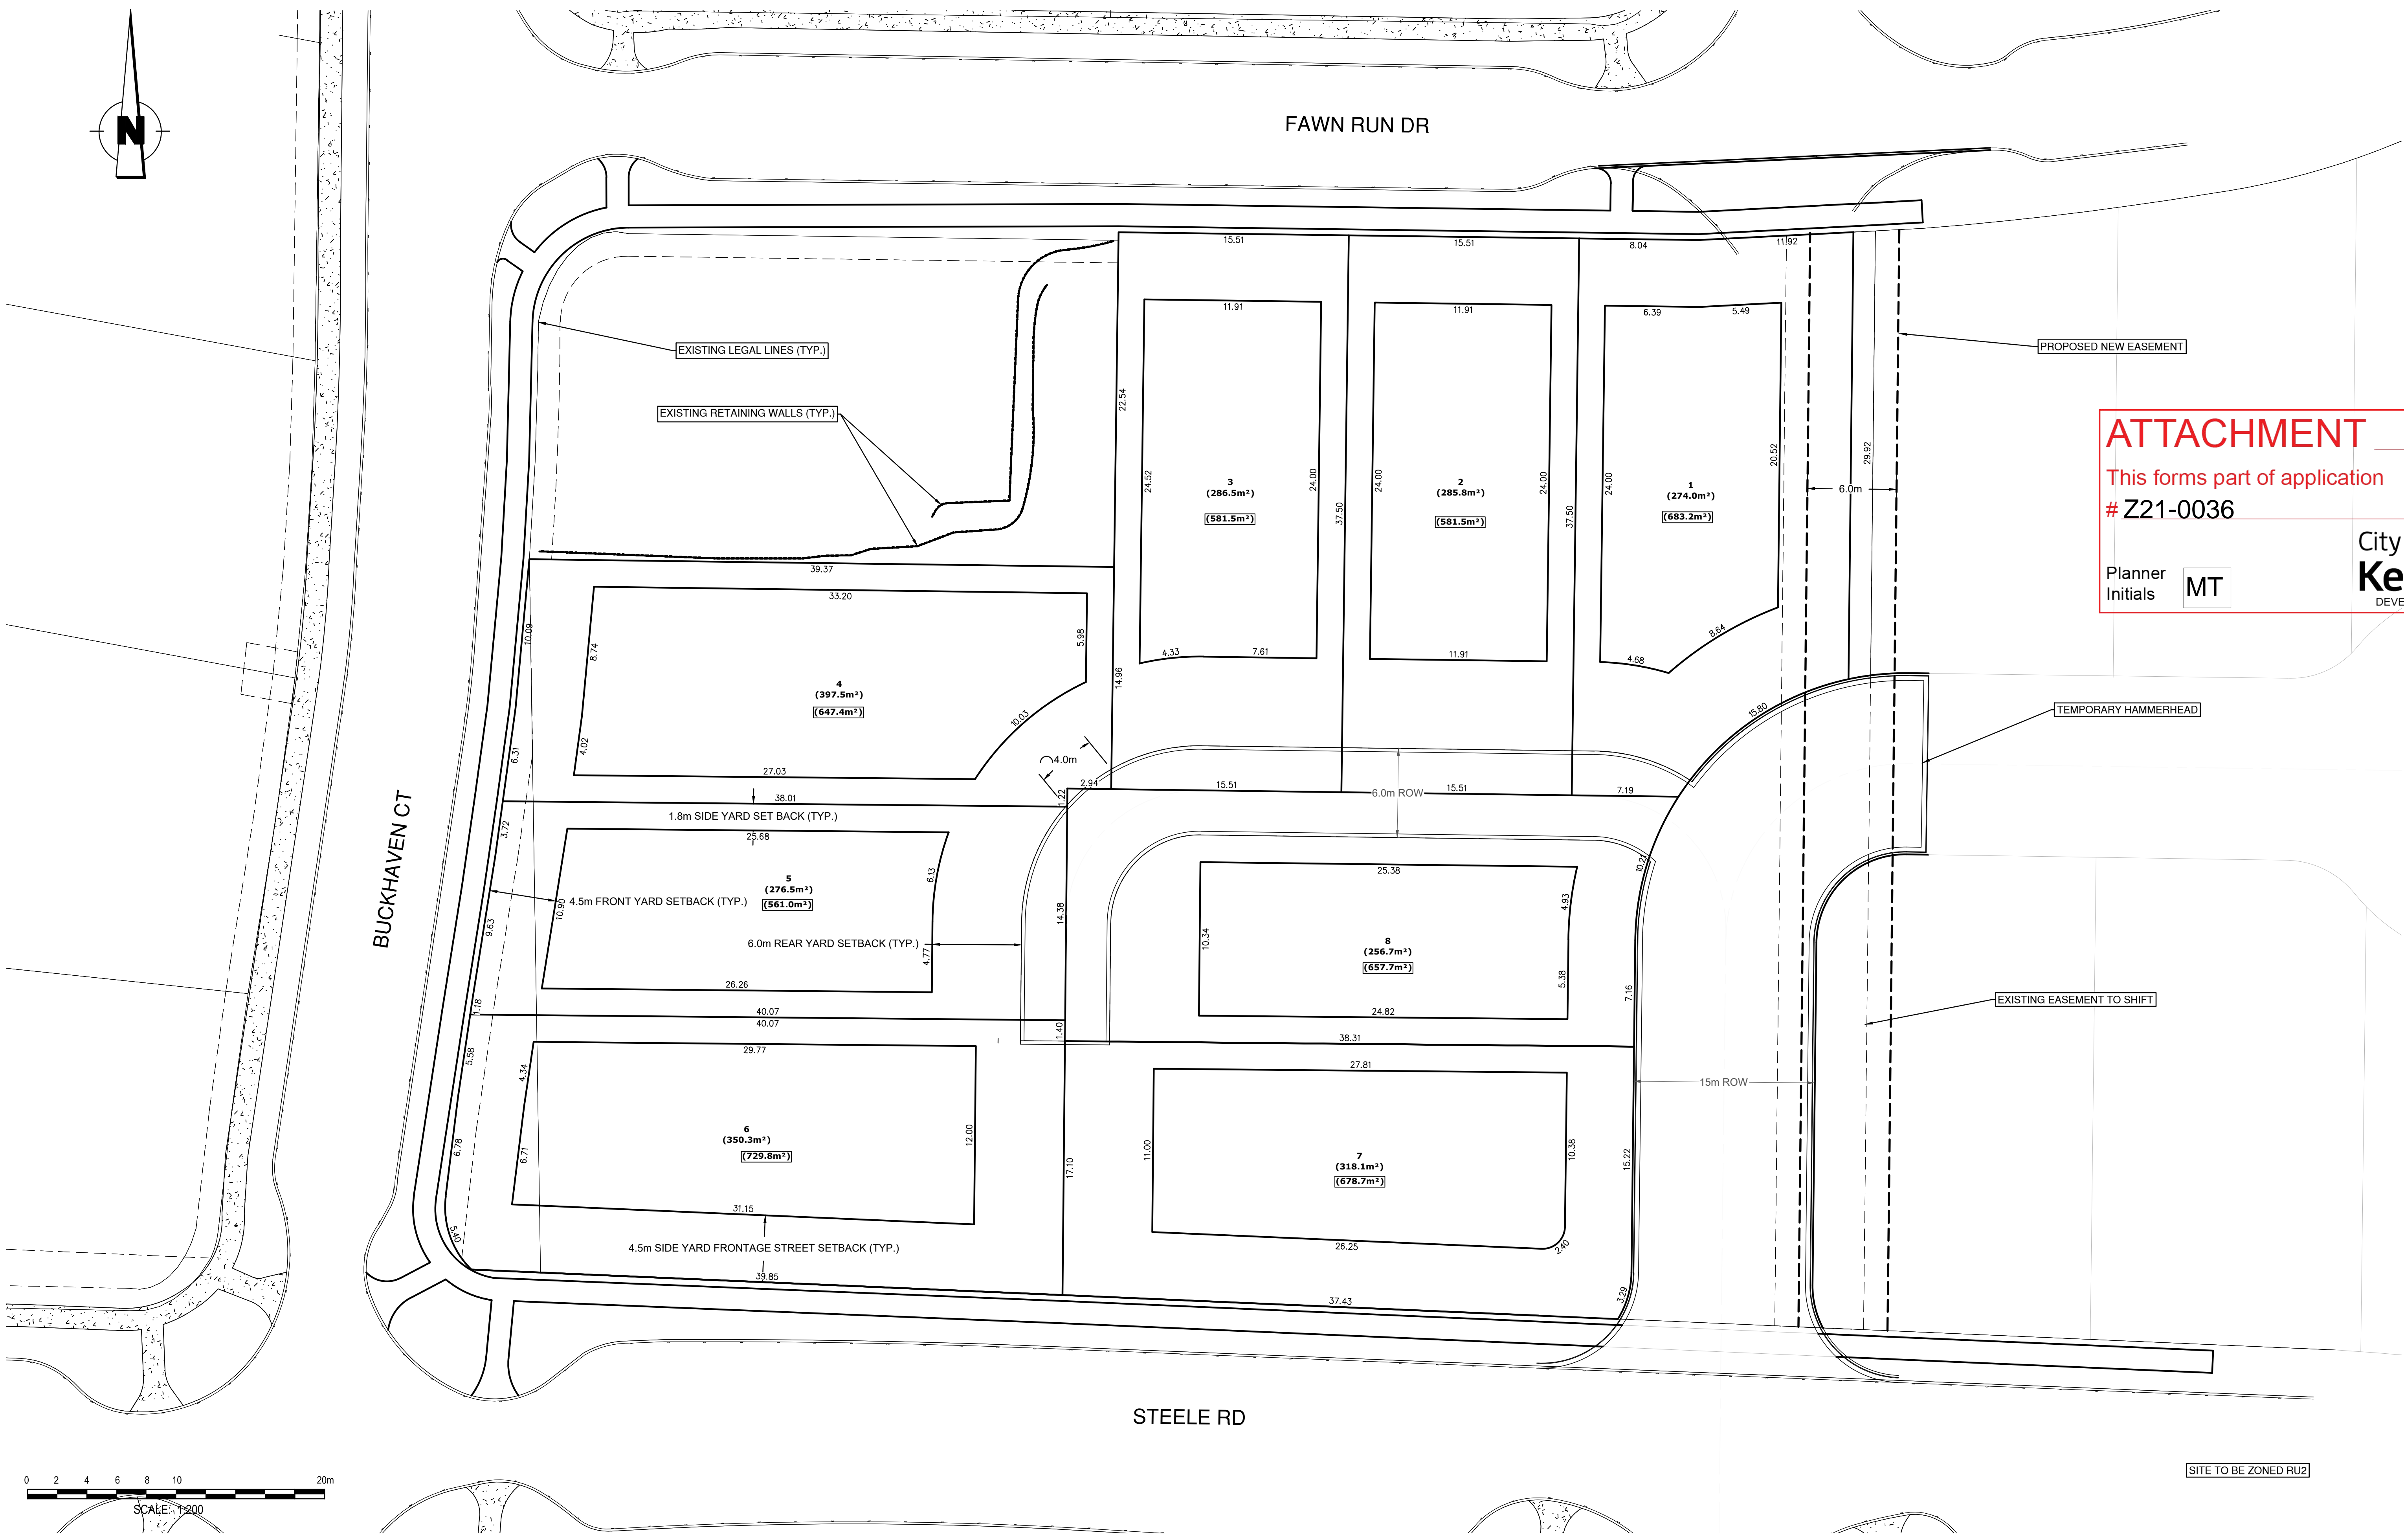 N
FAWN RUN DR
15.51
15.51
8.04
11.92
EXISTING LEGAL LINES (TYP.)
EXISTING RETAINING WALLS (TYP.)
PROPOSED NEW EASEMENT
11.91
11.91
6.39
5.49
22.54
24.52
3
(286.5m²)
(581.5m²)
24.00
37.50
24.00
2
(285.8m²)
(581.5m²)
24.00
37.50
24.00
1
(274.0m²)
(683.2m²)
20.52
6.0m
29.92
ATTACHMENT
This forms part of application
# Z21-0036
City
Planner
Initials
MT
Ke
DEVE
4.33
7.61
11.91
4.68
8.64
39.37
33.20
10.09
8.74
5.98
4
(397.5m²)
(647.4m²)
14.96
10.03
4.02
6.31
27.03
4.0m
15.80
TEMPORARY HAMMERHEAD
38.01
1.22
2.94
15.51
6.0m ROW
15.51
7.19
1.8m SIDE YARD SET BACK (TYP.)
3.72
25.68
BUCKHAVEN CT
5
(276.5m²)
(561.0m²)
6.13
10.90
4.5m FRONT YARD SETBACK (TYP.)
9.63
6.0m REAR YARD SETBACK (TYP.)
4.77
14.38
26.26
25.38
10.21
4.93
10.34
8
(256.7m²)
(657.7m²)
5.38
7.16
24.82
EXISTING EASEMENT TO SHIFT
1.18
40.07
40.07
1.40
38.31
5.58
4.34
29.77
27.81
15m ROW
6
(350.3m²)
(729.8m²)
12.00
6.78
6.71
17.10
11.00
7
(318.1m²)
(678.7m²)
10.38
15.22
31.15
5.40
4.5m SIDE YARD FRONTAGE STREET SETBACK (TYP.)
26.25
2.40
39.85
37.43
3.29
STEELE RD
SITE TO BE ZONED RU2
0 2 4 6 8 10 20m
SCALE: 1:200